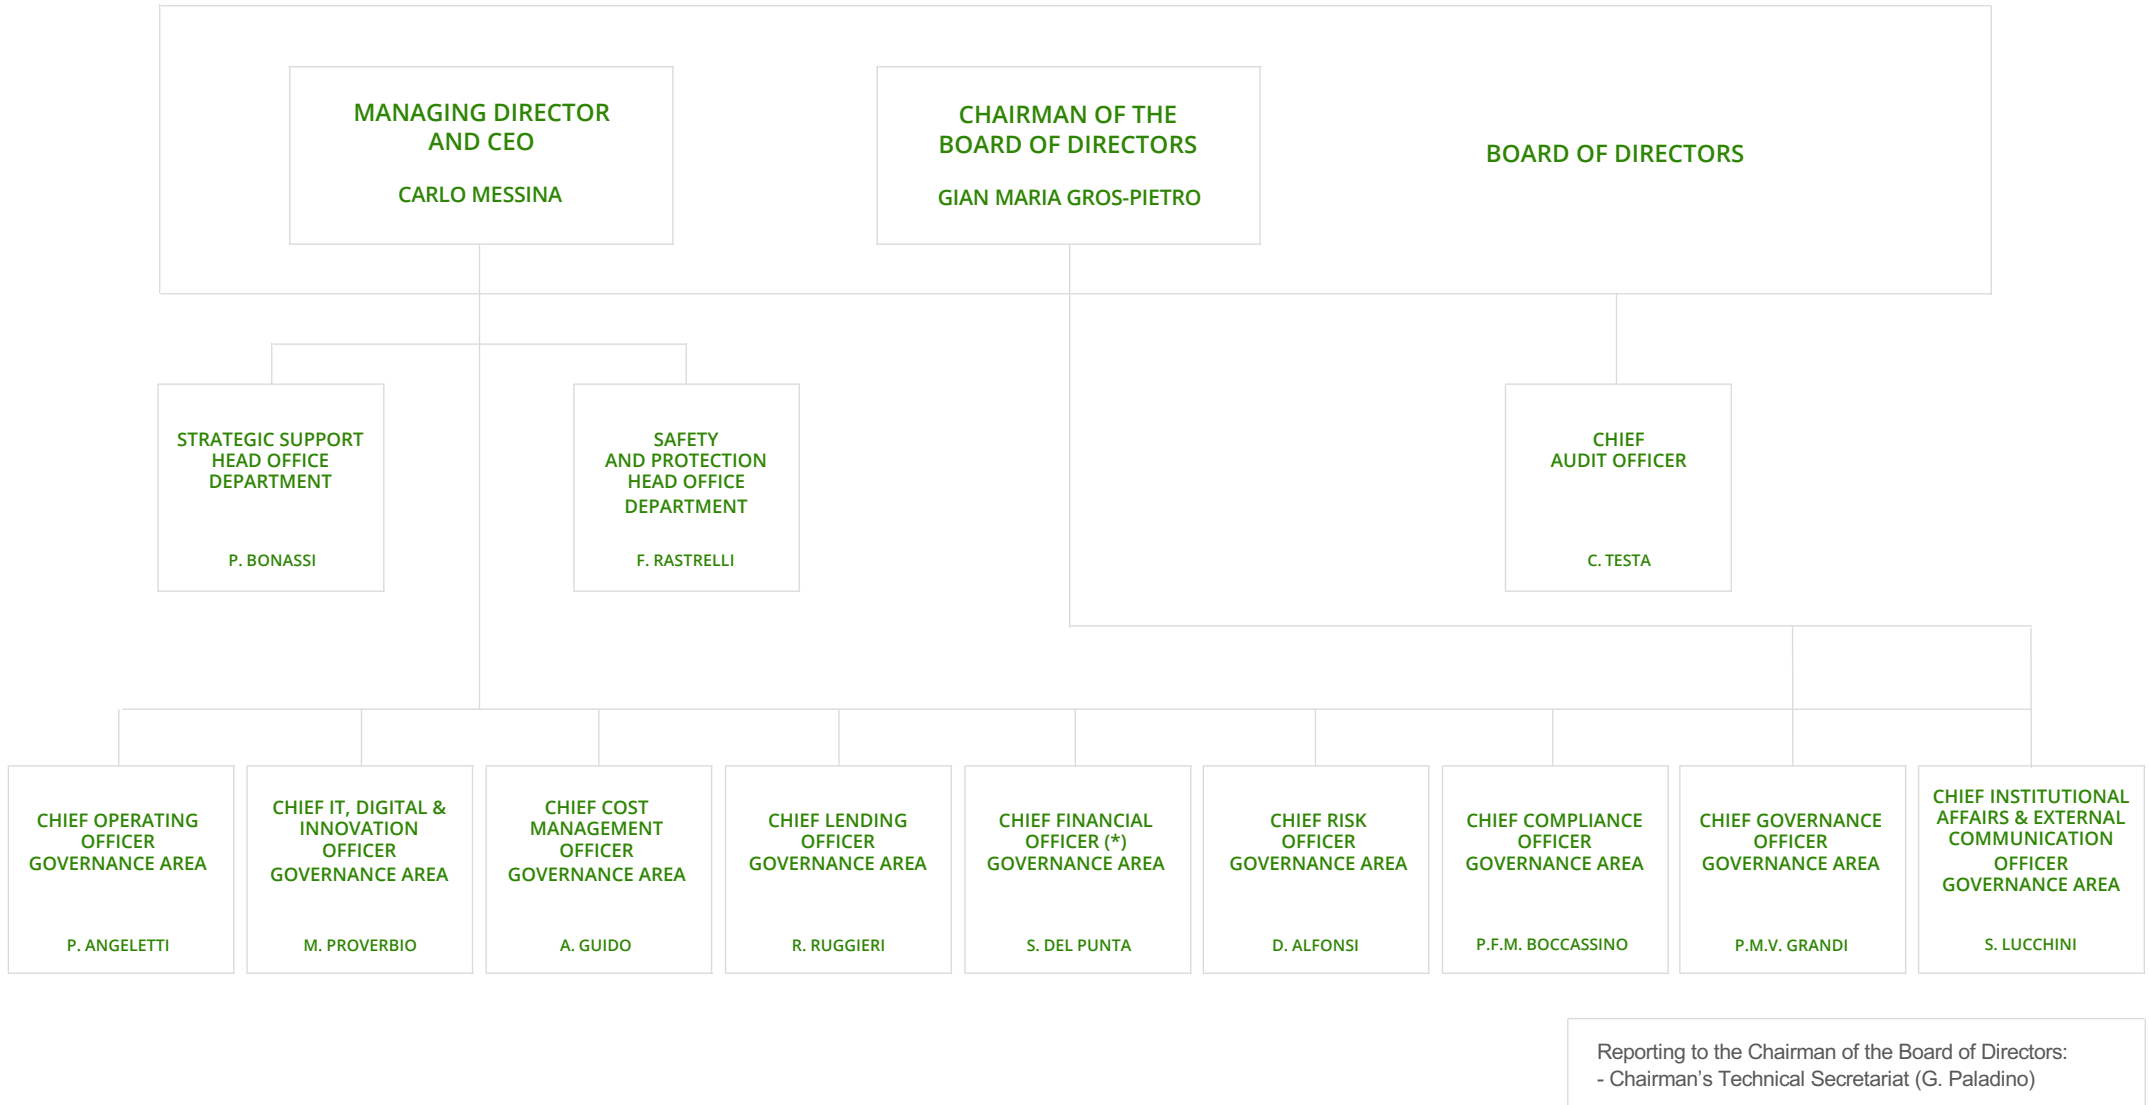 MANAGING DIRECTOR
AND CEO
CARLO MESSINA
CHAIRMAN OF THE
BOARD OF DIRECTORS
GIAN MARIA GROS-PIETRO
BOARD OF DIRECTORS
STRATEGIC SUPPORT
HEAD OFFICE
DEPARTMENT
P. BONASSI
SAFETY
AND PROTECTION
HEAD OFFICE
DEPARTMENT
F. RASTRELLI
CHIEF
AUDIT OFFICER
C. TESTA
CHIEF OPERATING
OFFICER
GOVERNANCE AREA
P. ANGELETTI
CHIEF IT, DIGITAL &
INNOVATION
OFFICER
GOVERNANCE AREA
M. PROVERBIO
CHIEF COST
MANAGEMENT
OFFICER
GOVERNANCE AREA
A. GUIDO
CHIEF LENDING
OFFICER
GOVERNANCE AREA
R. RUGGIERI
CHIEF FINANCIAL
OFFICER (*)
GOVERNANCE AREA
S. DEL PUNTA
CHIEF RISK
OFFICER
GOVERNANCE AREA
D. ALFONSI
CHIEF COMPLIANCE
OFFICER
GOVERNANCE AREA
P.F.M. BOCCASSINO
CHIEF GOVERNANCE
OFFICER
GOVERNANCE AREA
P.M.V. GRANDI
CHIEF INSTITUTIONAL
AFFAIRS & EXTERNAL
COMMUNICATION
OFFICER
GOVERNANCE AREA
S. LUCCHINI
Reporting to the Chairman of the Board of Directors:
- Chairman’s Technical Secretariat (G. Paladino)